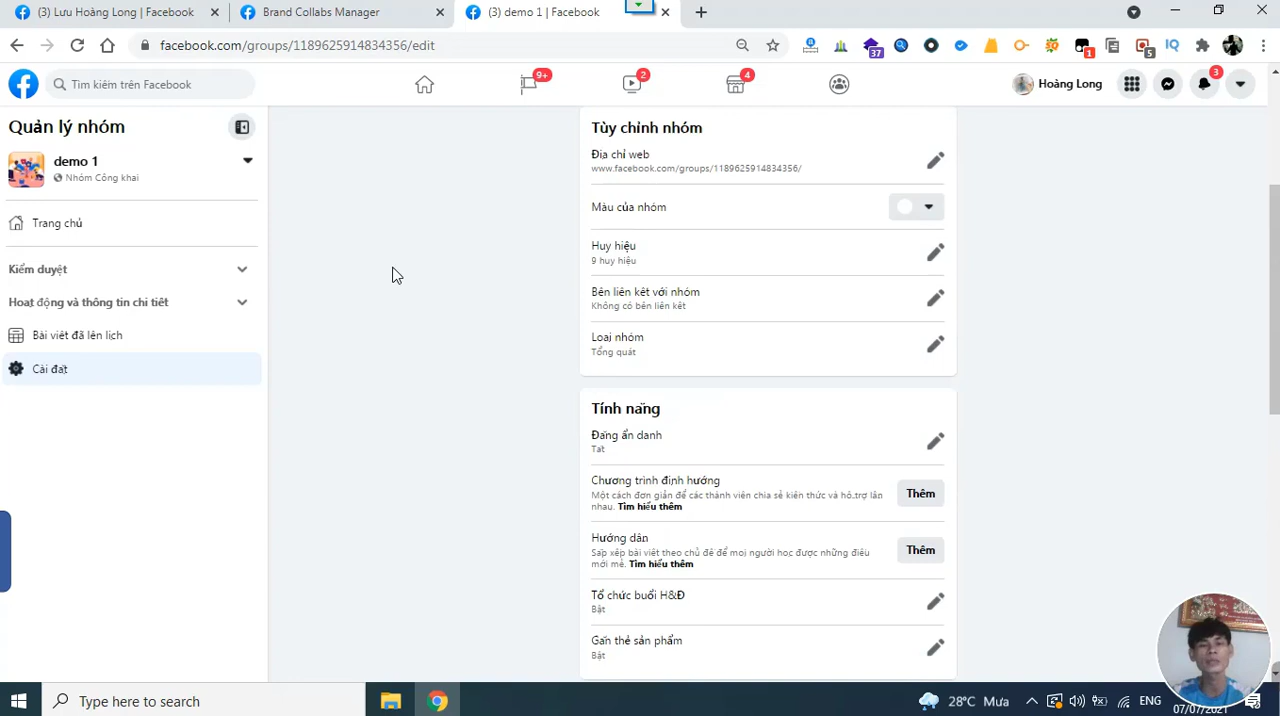 (3) Lưu Hoàng Long | Facebook
Brand Collabs Manager
(3) demo 1 | Facebook
facebook.com/groups/1189625914834356/edit
37
1
5
IQ
Tìm kiếm trên Facebook
9+
2
4
Hoàng Long
3
Quản lý nhóm
demo 1
Nhóm Công khai
Trang chủ
Kiểm duyệt
Hoạt động và thông tin chi tiết
Bài viết đã lên lịch
Cài đặt
Tùy chỉnh nhóm
Địa chỉ web
www.facebook.com/groups/1189625914834356/
Màu của nhóm
Huy hiệu
9 huy hiệu
Bên liên kết với nhóm
Không có bên liên kết
Loại nhóm
Tổng quát
Tính năng
Đăng ẩn danh
Tắt
Chương trình định hướng
Một cách đơn giản để các thành viên chia sẻ kiến thức và hỗ trợ lẫn
nhau. Tìm hiểu thêm
Thêm
Hướng dẫn
Sắp xếp bài viết theo chủ đề để mọi người học được những điều
mới mẻ. Tìm hiểu thêm
Thêm
Tổ chức buổi H&Đ
Bật
Gắn thẻ sản phẩm
Bật
Type here to search
28°C Mưa
ENG
07/07/2021